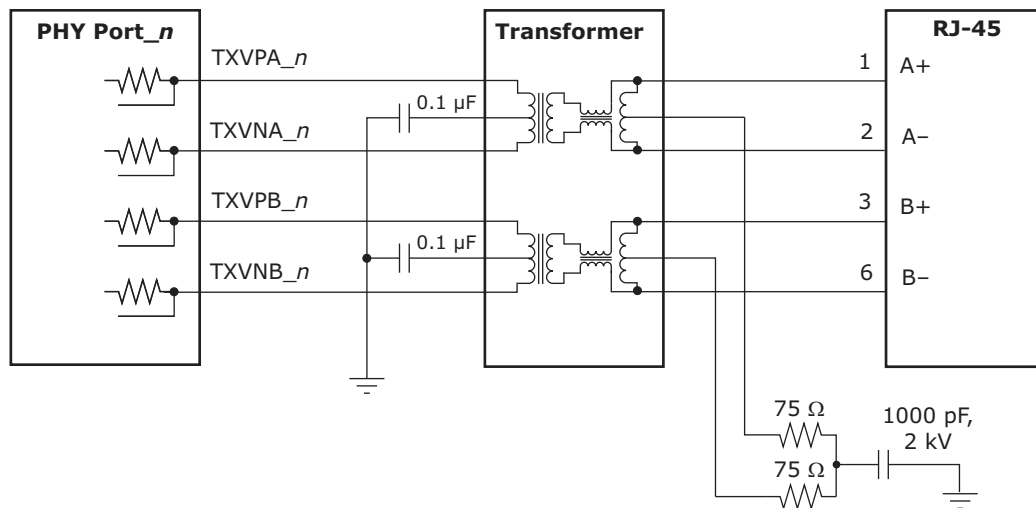 PHY Port_n
Transformer
RJ-45
TXVPA_n
1
A+
0.1 µF
TXVNA_n
2
A–
TXVPB_n
3
B+
0.1 µF
TXVNB_n
6
B–
75 Ω
1000 pF,
2 kV
75 Ω